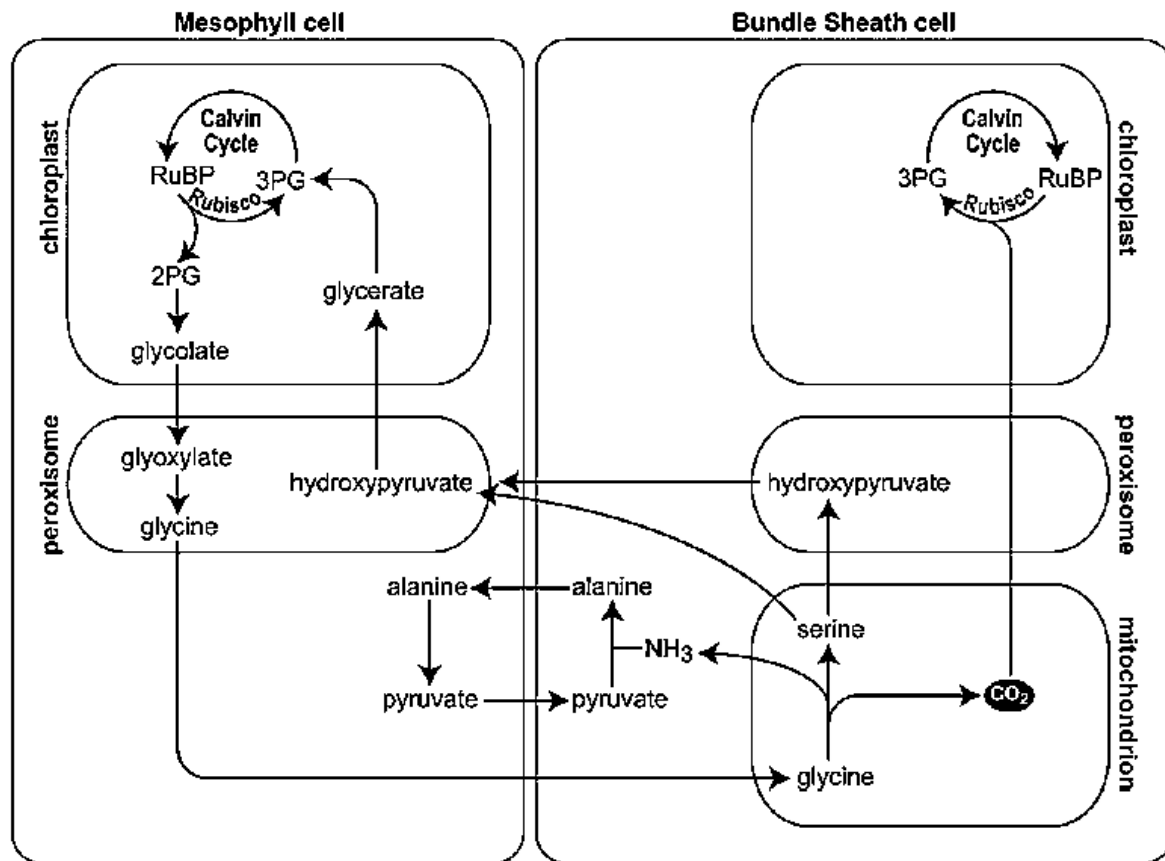 Mesophyll cell
Bundle Sheath cell
chloroplast
Calvin
Cycle
RuBP
3PG
Rubisco
2PG
glycerate
glycolate
peroxisome
glyoxylate
hydroxypyruvate
glycine
alanine
pyruvate
chloroplast
Calvin
Cycle
3PG
RuBP
Rubisco
peroxisome
hydroxypyruvate
mitochondrion
alanine
serine
NH3
pyruvate
CO2
glycine